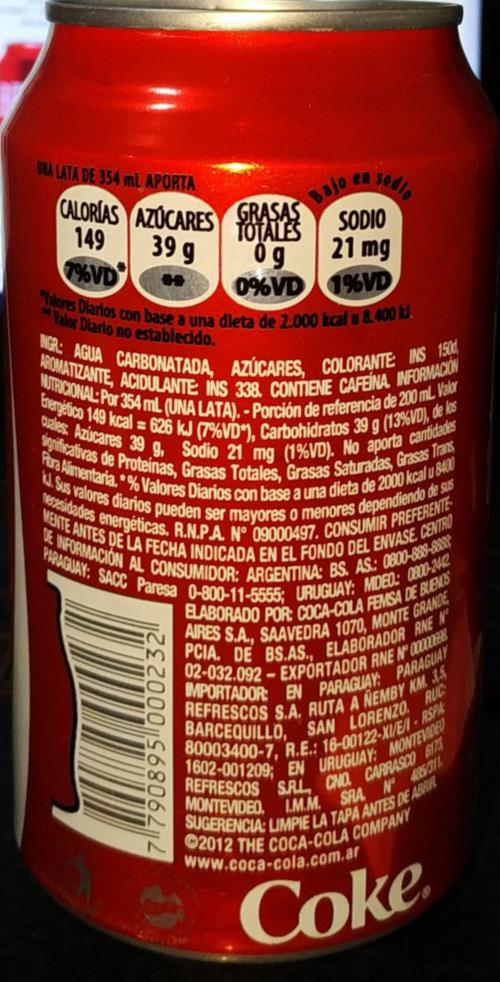 UNA LATA DE 354 mL APORTA
Bajo en sodio
CALORÍAS 149 7%VD*
AZÚCARES 39 g **
GRASAS TOTALES 0 g 0%VD
SODIO 21 mg 1%VD
*Valores Diarios con base a una dieta de 2.000 kcal u 8.400 kJ.
** Valor Diario no establecido.
INGR.: AGUA CARBONATADA, AZÚCARES, COLORANTE: INS 150d,
AROMATIZANTE, ACIDULANTE: INS 338. CONTIENE CAFEÍNA. INFORMACIÓN
NUTRICIONAL: Por 354 mL (UNA LATA). - Porción de referencia de 200 mL. Valor
Energético 149 kcal = 626 kJ (7%VD*), Carbohidratos 39 g (13%VD), de los
cuales: Azúcares 39 g, Sodio 21 mg (1%VD). No aporta cantidades
significativas de Proteínas, Grasas Totales, Grasas Saturadas, Grasas Trans,
Fibra Alimentaria. *% Valores Diarios con base a una dieta de 2000 kcal u 8400
kJ. Sus valores diarios pueden ser mayores o menores dependiendo de sus
necesidades energéticas. R.N.P.A. N° 09000497. CONSUMIR PREFERENTE-
MENTE ANTES DE LA FECHA INDICADA EN EL FONDO DEL ENVASE. CENTRO
DE INFORMACIÓN AL CONSUMIDOR: ARGENTINA: BS. AS.: 0800-888-8888;
PARAGUAY: SACC Paresa 0-800-11-5555; URUGUAY: MDEO.: 0800-2442
ELABORADO POR: COCA-COLA FEMSA DE BUENOS
AIRES S.A., SAAVEDRA 1070, MONTE GRANDE,
PCIA. DE BS.AS., ELABORADOR RNE N°
02-032.092 - EXPORTADOR RNE N°
IMPORTADOR: EN PARAGUAY: PARAGUAY
REFRESCOS S.A. RUTA A ÑEMBY KM. 3,5,
BARCEQUILLO, SAN LORENZO, RUC:
80003400-7, R.E.: 16-00122-XI/E/I - RSPA:
1602-001209; EN URUGUAY: MONTEVIDEO
REFRESCOS S.R.L., CNO. CARRASCO 6173,
MONTEVIDEO. I.M.M. SRA. N° 485/311.
SUGERENCIA: LIMPIE LA TAPA ANTES DE ABRIR.
©2012 THE COCA-COLA COMPANY
www.coca-cola.com.ar
7 790895 000232
Coke®